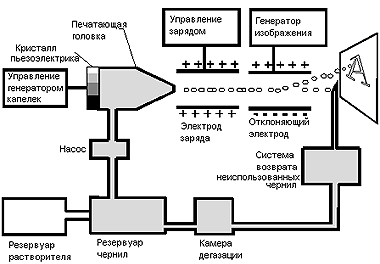 Печатающая
головка
Управление
зарядом
Генератор
изображения
Кристалл
пьезоэлектрика
Управление
генератором
капелек
+ + + + +
+ + + + +
A
+ + + + +
- - - - -
Электрод
заряда
Отклоняющий
электрод
Насос
Система
возврата
неиспользованных
чернил
Резервуар
растворителя
Резервуар
чернил
Камера
дегазации